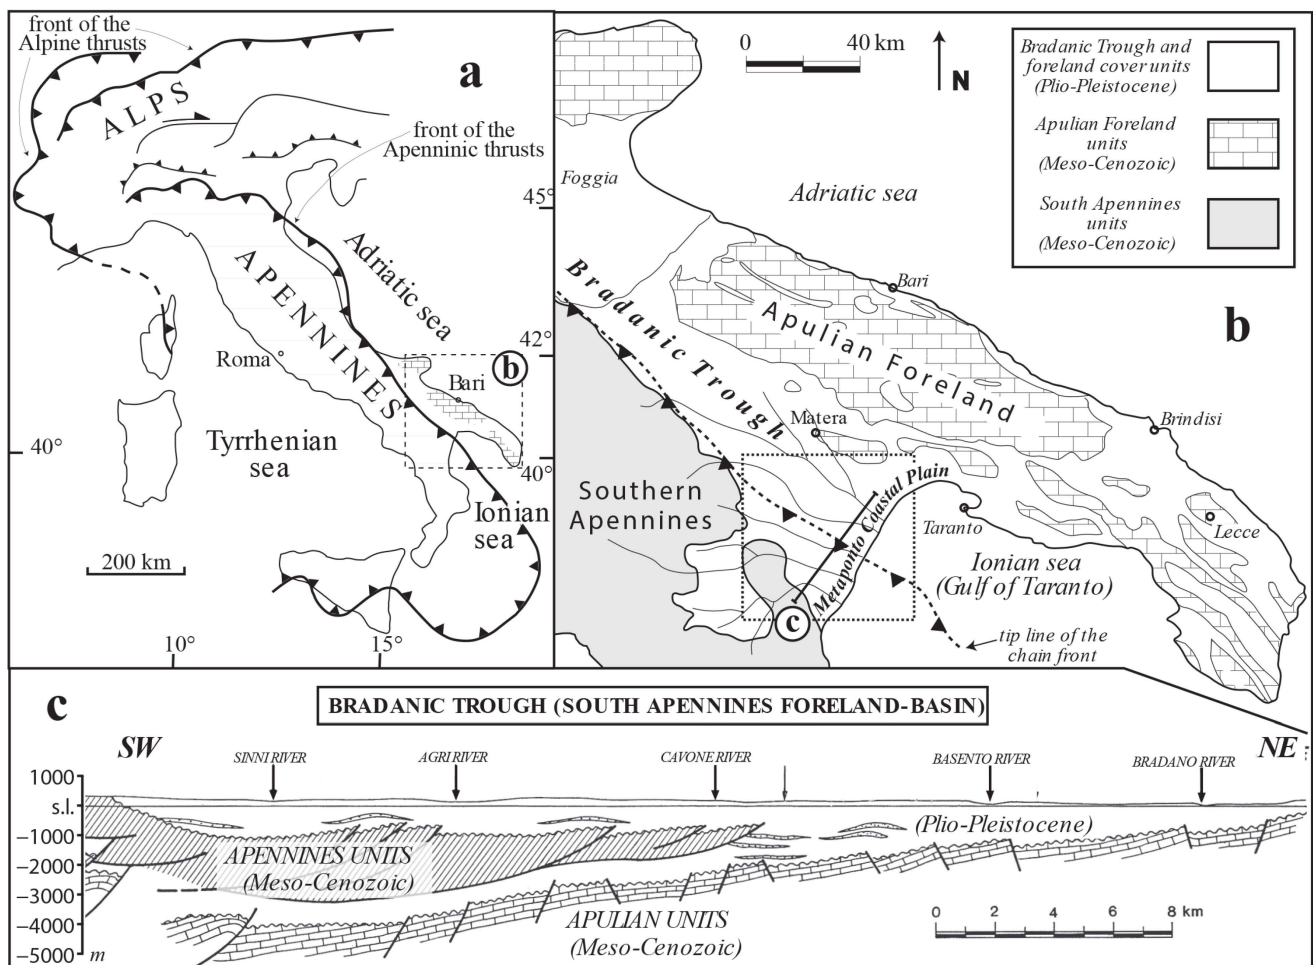 front of the
Alpine thrusts
a
ALPS
front of the
Apenninic thrusts
45°
APENNINES
Adriatic sea
42°
Roma
b
Bari
40°
Tyrrhenian
sea
40°
Ionian
sea
200 km
10°
15°
0
40 km
N
Foggia
Adriatic sea
Bradanic Trough and
foreland cover units
(Plio-Pleistocene)
Apulian Foreland
units
(Meso-Cenozoic)
South Apennines
units
(Meso-Cenozoic)
b
Bari
Bradanic Trough
Apulian Foreland
Matera
Brindisi
Southern
Apennines
Metaponto Coastal Plain
Taranto
Lecce
Ionian sea
(Gulf of Taranto)
c
tip line of the
chain front
c
BRADANIC TROUGH (SOUTH APENNINES FORELAND-BASIN)
SW
NE
SINNI RIVER
AGRI RIVER
CAVONE RIVER
BASENTO RIVER
BRADANO RIVER
1000
s.l.
−1000
−2000
−3000
−4000
−5000 m
(Plio-Pleistocene)
APENNINES UNITS
(Meso-Cenozoic)
APULIAN UNITS
(Meso-Cenozoic)
0 2 4 6 8 km